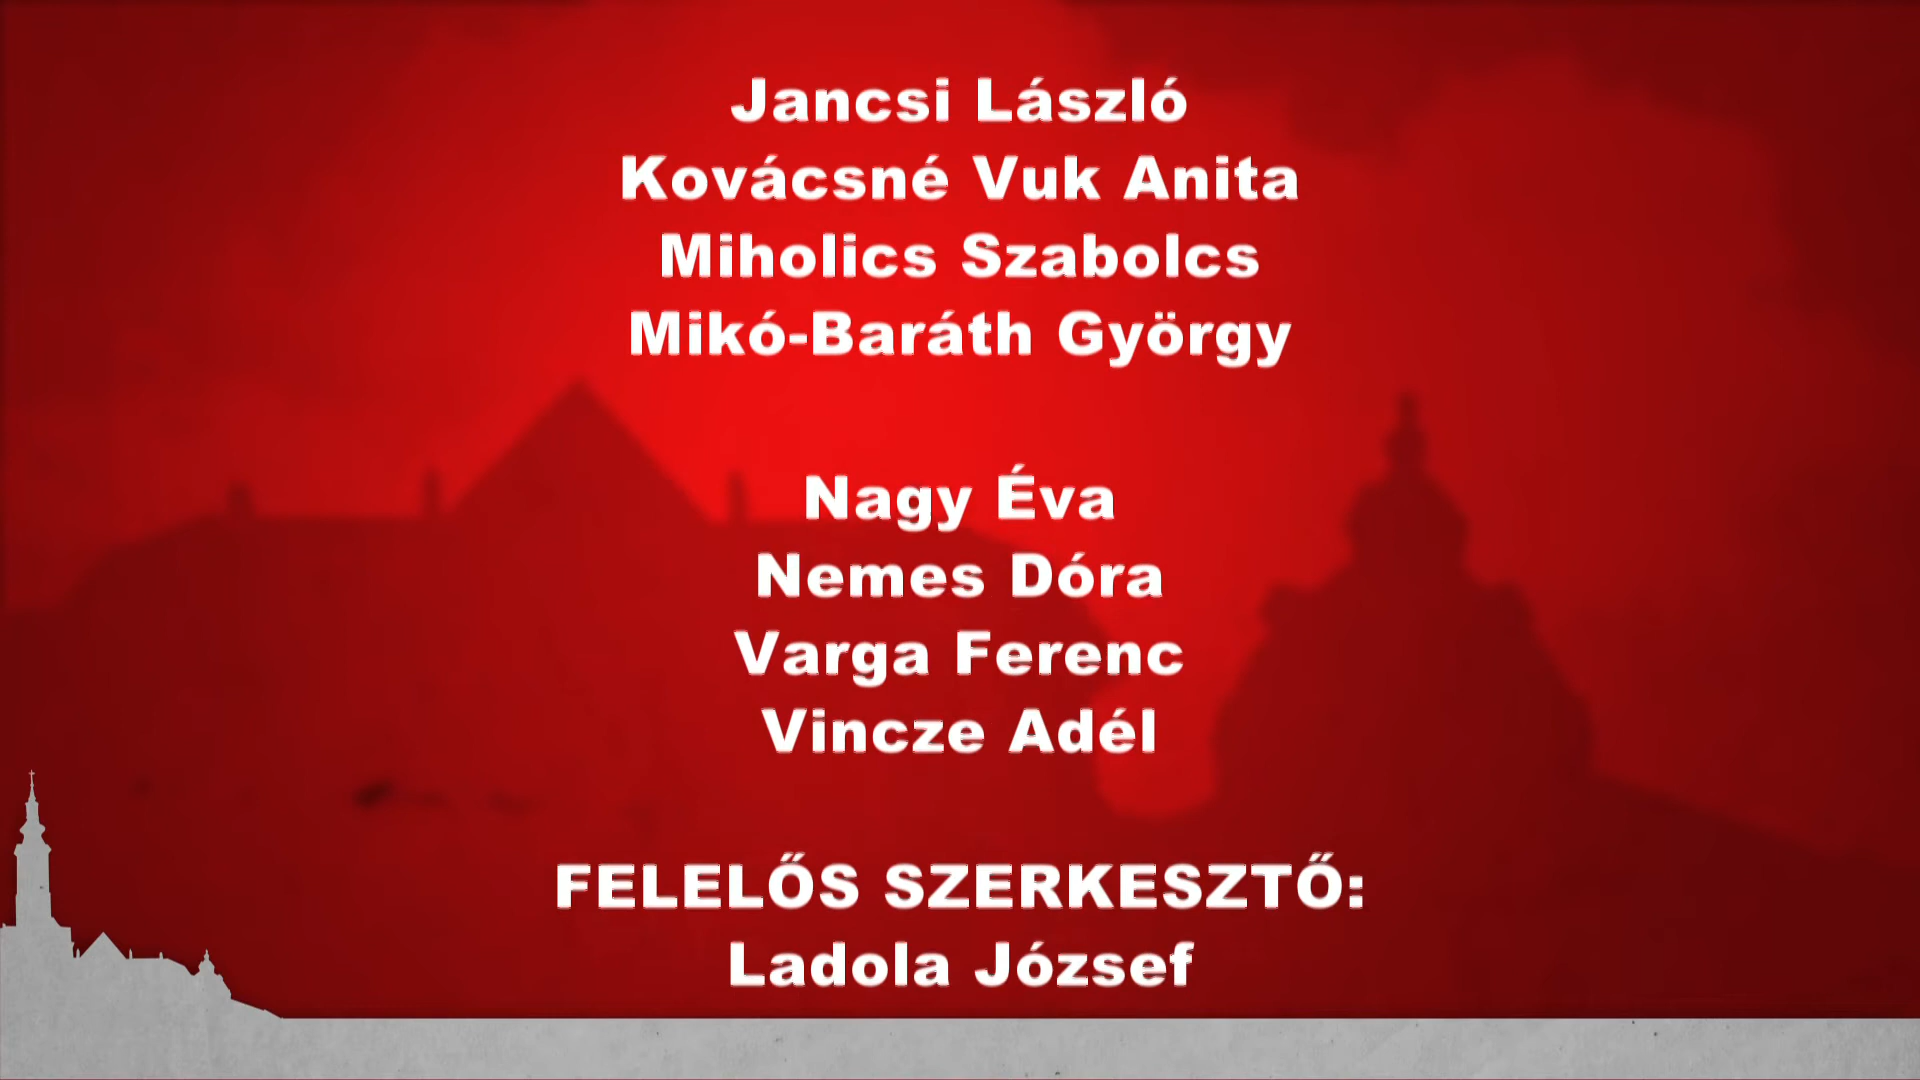 Jancsi László
Kovácsné Vuk Anita
Miholics Szabolcs
Mikó-Baráth György
Nagy Éva
Nemes Dóra
Varga Ferenc
Vincze Adél
FELELŐS SZERKESZTŐ:
Ladola József